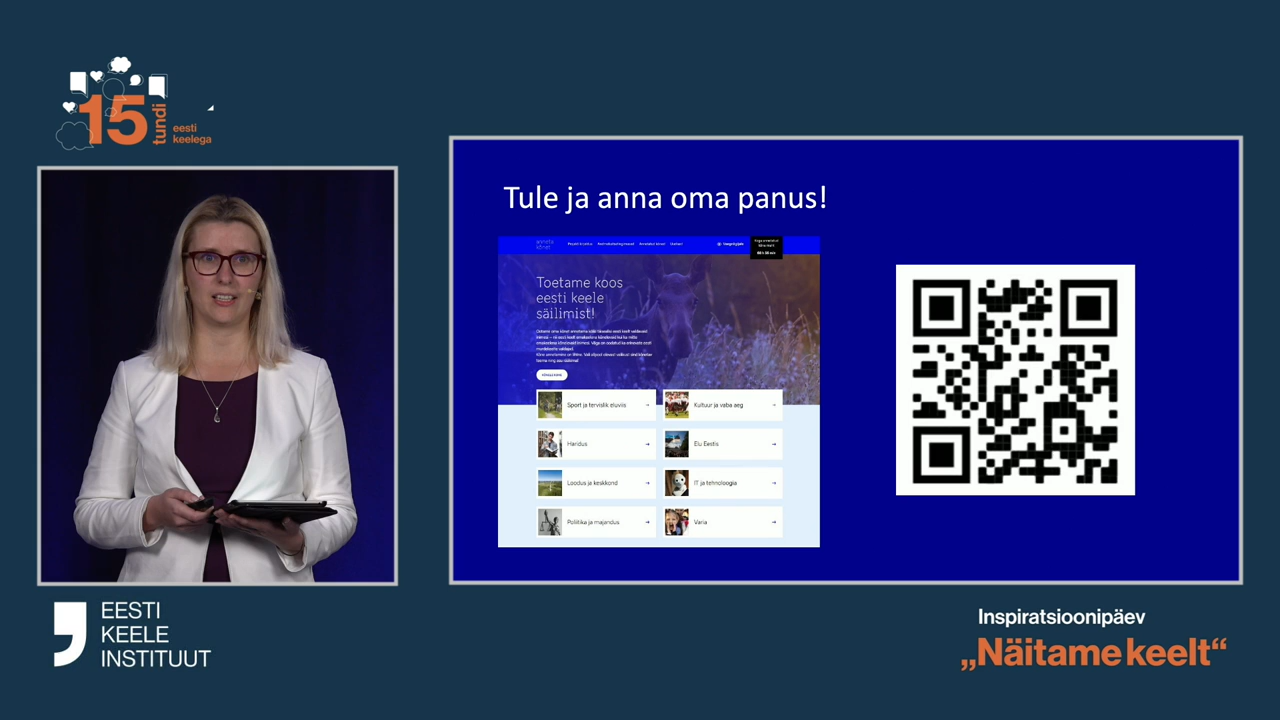 15
tundi
eesti
keelega
Tule ja anna oma panus!
anneta
kõnet
Toetame koos
eesti keele
säilimist!
Sport ja tervislik eluviis
Kultuur ja vaba aeg
Haridus
Elu Eestis
Loodus ja keskkond
IT ja tehnoloogia
Poliitika ja majandus
Varia
EESTI
KEELE
INSTITUUT
Inspiratsioonipäev
„Näitame keelt“